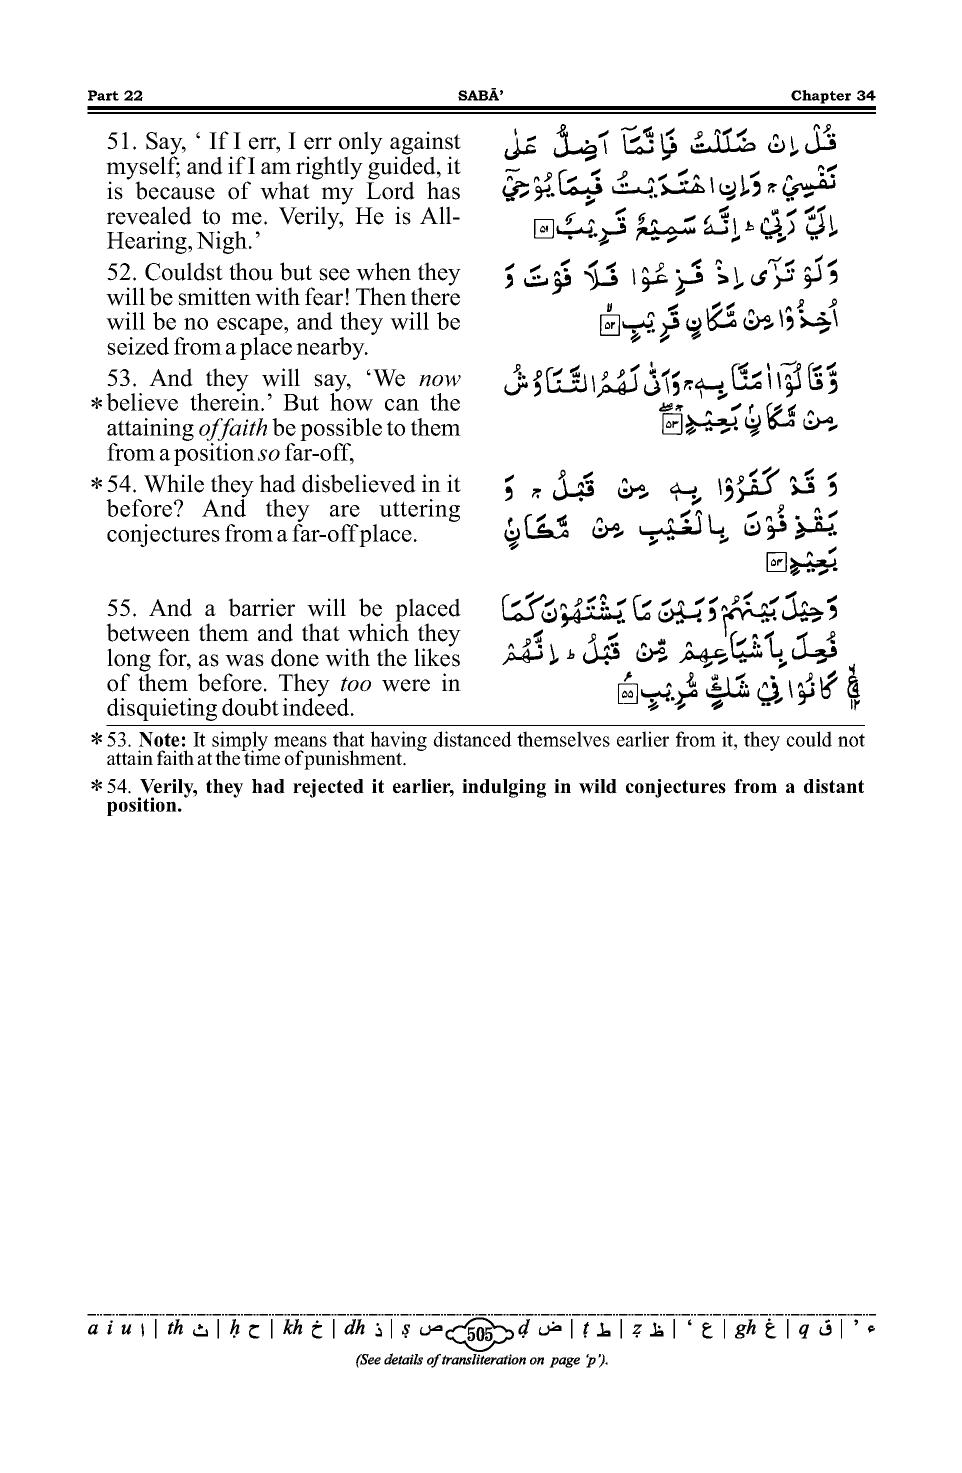 Part 22 SABĀ’ Chapter 34
51. Say, ‘ If I err, I err only against
myself; and if I am rightly guided, it
is because of what my Lord has
revealed to me. Verily, He is All-
Hearing, Nigh.’
قُلْ اِنْ ضَلَلْتُ فَاِنَّمَاۤ اَضِلُّ عَلٰى
نَفْسِيْ ۚ وَاِنِ اهْتَدَيْتُ فَبِمَا يُوْحِيْۤ
اِلَيَّ رَبِّيْ ؕ اِنَّهٗ سَمِيْعٌ قَرِيْبٌ ۵۱
52. Couldst thou but see when they
will be smitten with fear! Then there
will be no escape, and they will be
seized from a place nearby.
وَلَوْ تَرٰۤى اِذْ فَزِعُوْا فَلَا فَوْتَ وَ
اُخِذُوْا مِنْ مَّكَانٍ قَرِيْبٍ ۙ ۵۲
53. And they will say, ‘We now
* believe therein.’ But how can the
attaining of faith be possible to them
from a position so far-off,
وَّقَالُوْۤا اٰمَنَّا بِهٖ ۚ وَاَنّٰى لَهُمُ التَّنَاوُشُ
مِنْ مَّكَانٍۭ بَعِيْدٍ ۵۳
* 54. While they had disbelieved in it
before? And they are uttering
conjectures from a far-off place.
وَ قَدْ كَفَرُوْا بِهٖ مِنْ قَبْلُ ۚ وَ
يَقْذِفُوْنَ بِالْغَيْبِ مِنْ مَّكَانٍۭ
بَعِيْدٍ ۵۴
55. And a barrier will be placed
between them and that which they
long for, as was done with the likes
of them before. They too were in
disquieting doubt indeed.
وَحِيْلَ بَيْنَهُمْ وَبَيْنَ مَا يَشْتَهُوْنَ كَمَا
فُعِلَ بِاَشْيَاعِهِمْ مِّنْ قَبْلُ ؕ اِنَّهُمْ
كَانُوْا فِيْ شَكٍّ مُّرِيْبٍ ۵۵
* 53. Note: It simply means that having distanced themselves earlier from it, they could not
attain faith at the time of punishment.
* 54. Verily, they had rejected it earlier, indulging in wild conjectures from a distant
position.
a i u ا | th ث | ḥ ح | kh خ | dh ذ | ṣ ص 505 ḍ ض | ṭ ط | ẓ ظ | ‘ ع | gh غ | q ق | ’ ء
(See details of transliteration on page ‘p’).